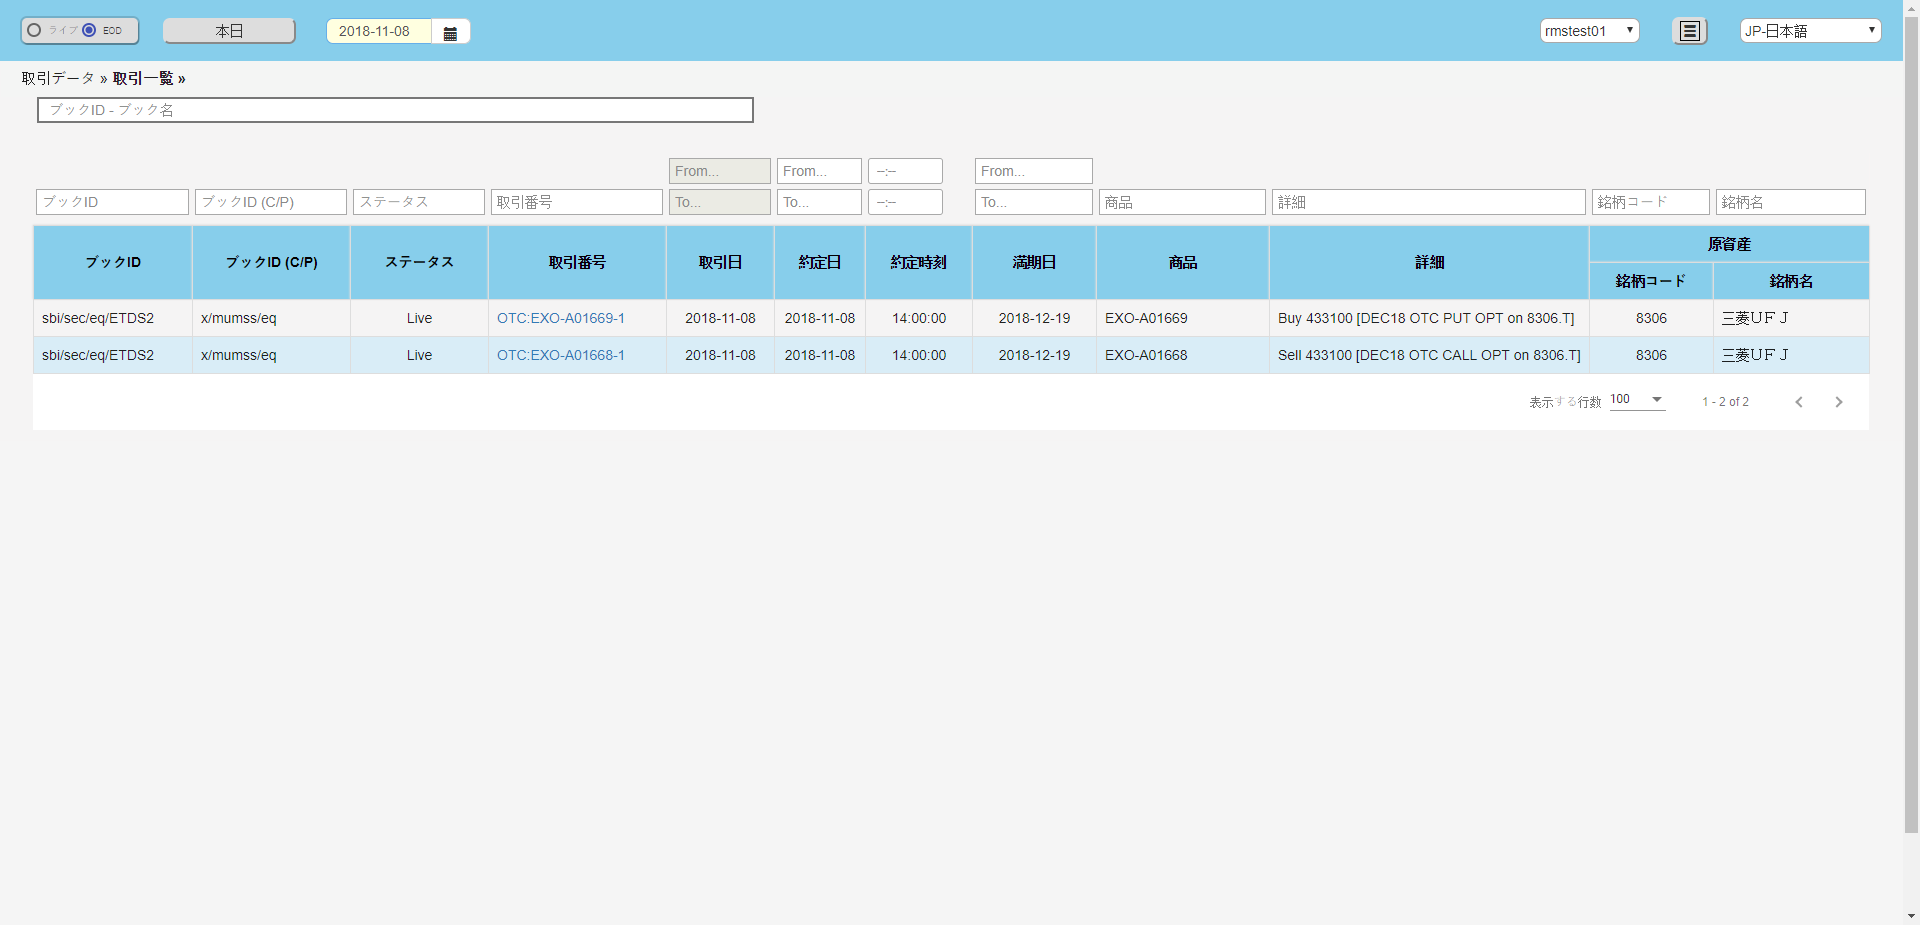 ライブ EOD 本日 2018-11-08 rmstest01 JP-日本語
取引データ » 取引一覧 »
ブックID - ブック名
From... From... --:-- From...
ブックID ブックID (C/P) ステータス 取引番号 To... To... --:-- To... 商品 詳細 銘柄コード 銘柄名
ブックID ブックID (C/P) ステータス 取引番号 取引日 約定日 約定時刻 満期日 商品 詳細 原資産
銘柄コード 銘柄名
sbi/sec/eq/ETDS2 x/mumss/eq Live OTC:EXO-A01669-1 2018-11-08 2018-11-08 14:00:00 2018-12-19 EXO-A01669 Buy 433100 [DEC18 OTC PUT OPT on 8306.T] 8306 三菱ＵＦＪ
sbi/sec/eq/ETDS2 x/mumss/eq Live OTC:EXO-A01668-1 2018-11-08 2018-11-08 14:00:00 2018-12-19 EXO-A01668 Sell 433100 [DEC18 OTC CALL OPT on 8306.T] 8306 三菱ＵＦＪ
表示する行数 100 1 - 2 of 2